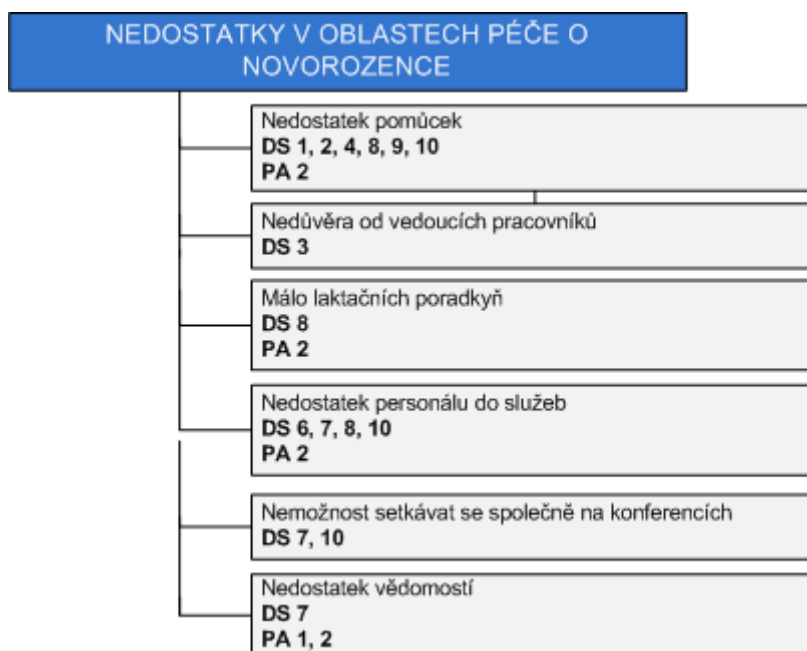 NEDOSTATKY V OBLASTECH PÉČE O
NOVOROZENCE
Nedostatek pomůcek
DS 1, 2, 4, 8, 9, 10
PA 2
Nedůvěra od vedoucích pracovníků
DS 3
Málo laktačních poradkyň
DS 8
PA 2
Nedostatek personálu do služeb
DS 6, 7, 8, 10
PA 2
Nemožnost setkávat se společně na konferencích
DS 7, 10
Nedostatek vědomostí
DS 7
PA 1, 2